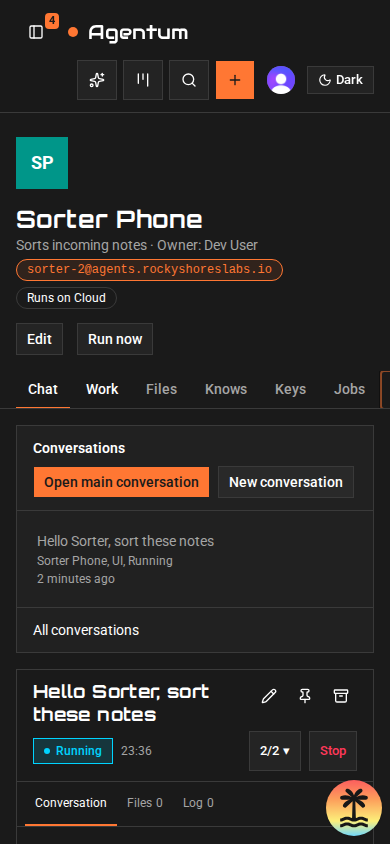 4
Agentum
Dark
SP
Sorter Phone
Sorts incoming notes · Owner: Dev User
sorter-2@agents.rockyshoreslabs.io
Runs on Cloud
Edit Run now
Chat Work Files Knows Keys Jobs
Conversations
Open main conversation New conversation
Hello Sorter, sort these notes
Sorter Phone, UI, Running
2 minutes ago
All conversations
Hello Sorter, sort
these notes
Running 23:36 2/2 ▾ Stop
Conversation Files 0 Log 0